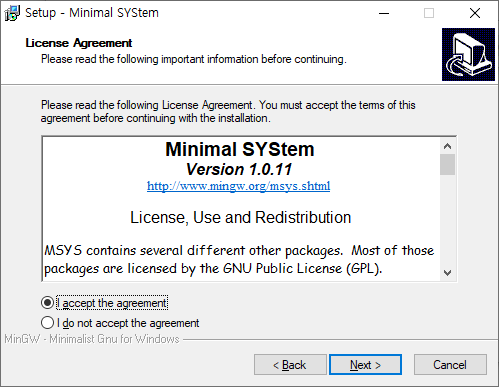 Setup - Minimal SYStem
License Agreement
Please read the following important information before continuing.
Please read the following License Agreement. You must accept the terms of this
agreement before continuing with the installation.
Minimal SYStem
Version 1.0.11
http://www.mingw.org/msys.shtml
License, Use and Redistribution
MSYS contains several different other packages.  Most of those
packages are licensed by the GNU Public License (GPL).
I accept the agreement
I do not accept the agreement
MinGW - Minimalist Gnu for Windows
< Back
Next >
Cancel